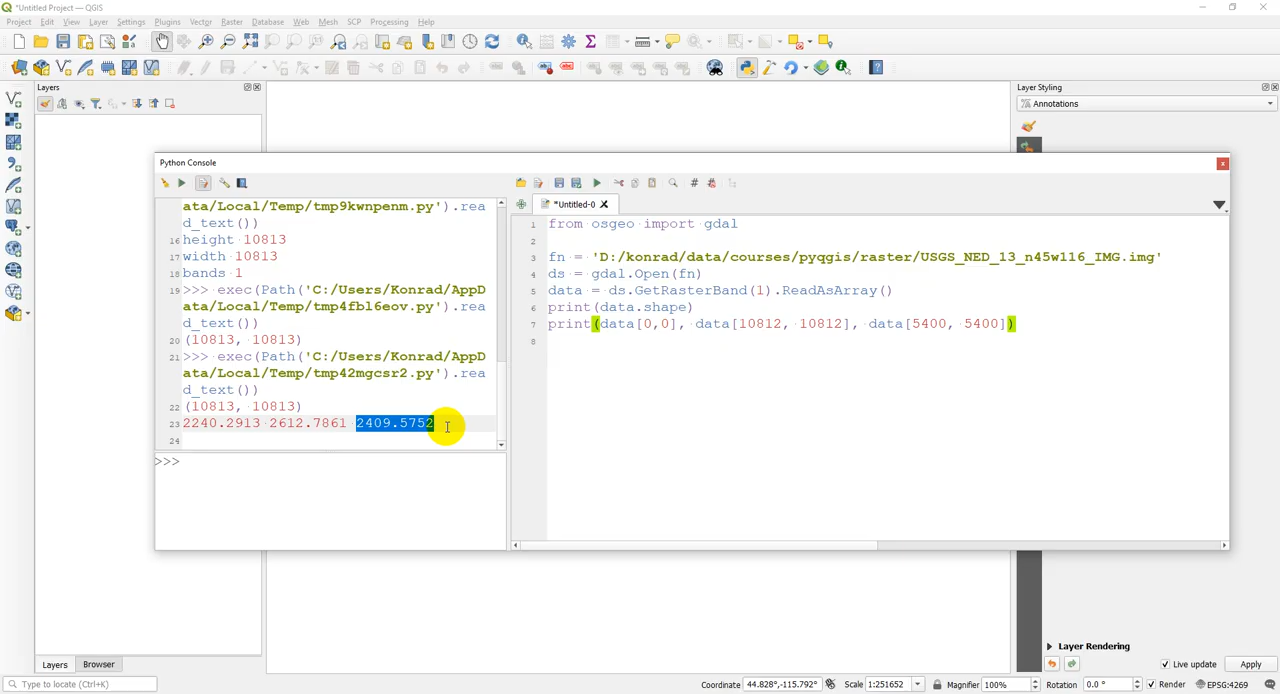 *Untitled Project — QGIS
Project Edit View Layer Settings Plugins Vector Raster Database Web Mesh SCP Processing Help
Layers
Layer Styling
Annotations
Python Console
*Untitled-0
ata/Local/Temp/tmp9kwnpenm.py').rea
d_text())
16 height 10813
17 width 10813
18 bands 1
19 >>> exec(Path('C:/Users/Konrad/AppD
ata/Local/Temp/tmp4fbl6eov.py').rea
d_text())
20 (10813, 10813)
21 >>> exec(Path('C:/Users/Konrad/AppD
ata/Local/Temp/tmp42mgcsr2.py').rea
d_text())
22 (10813, 10813)
23 2240.2913 2612.7861 2409.5752
24
>>>
1 from osgeo import gdal
2
3 fn = 'D:/konrad/data/courses/pyqgis/raster/USGS_NED_13_n45w116_IMG.img'
4 ds = gdal.Open(fn)
5 data = ds.GetRasterBand(1).ReadAsArray()
6 print(data.shape)
7 print(data[0,0], data[10812, 10812], data[5400, 5400])
8
Layer Rendering
Layers Browser
Live update Apply
Type to locate (Ctrl+K)
Coordinate 44.828°,-115.792° Scale 1:251652 Magnifier 100% Rotation 0.0 ° Render EPSG:4269